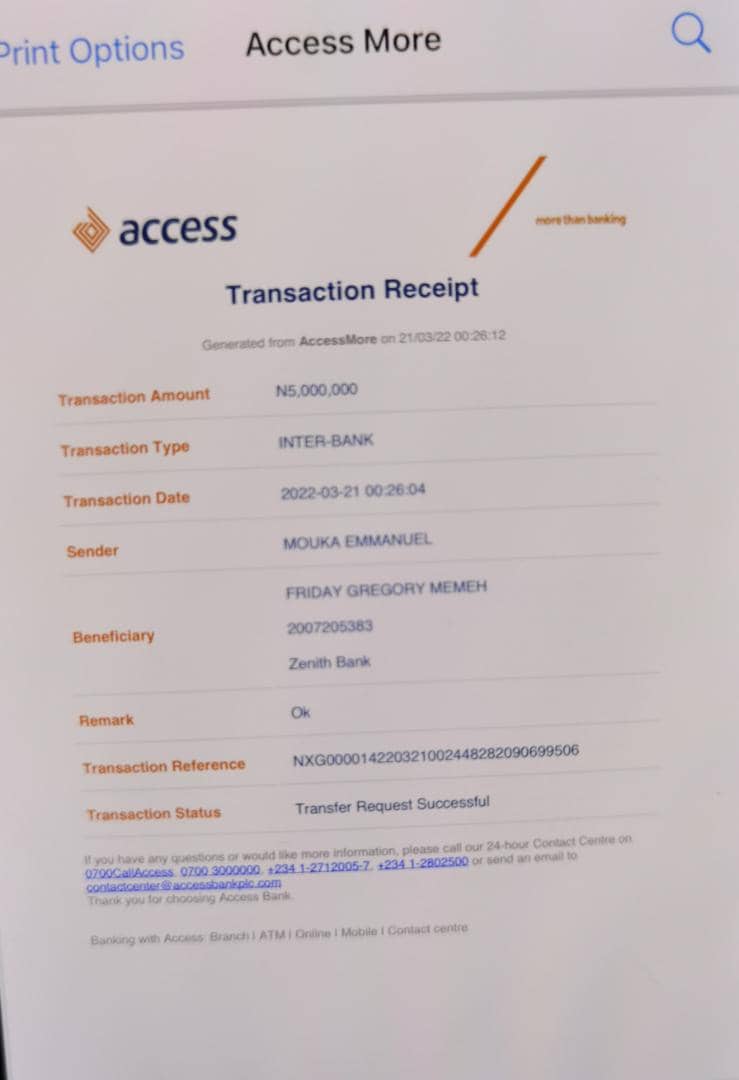 Print Options
Access More
access
more than banking
Transaction Receipt
Generated from AccessMore on 21/03/22 00:26:12
Transaction Amount N5,000,000
Transaction Type INTER-BANK
Transaction Date 2022-03-21 00:26:04
Sender MOUKA EMMANUEL
FRIDAY GREGORY MEMEH
Beneficiary 2007205383
Zenith Bank
Remark Ok
Transaction Reference NXG000014220321002448282090699506
Transaction Status Transfer Request Successful
If you have any questions or would like more information, please call our 24-hour Contact Centre on
0700CallAccess, 0700 3000000, +234 1-2712005-7, +234 1-2802500 or send an email to
contactcenter@accessbankplc.com
Thank you for choosing Access Bank.
Banking with Access: Branch I ATM I Online I Mobile I Contact centre